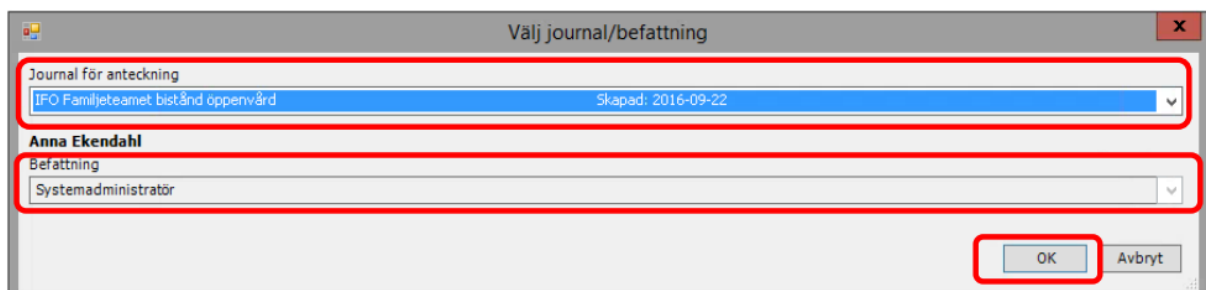 Välj journal/befattning
x
Journal för anteckning
IFO Familjeteamet bistånd öppenvård Skapad: 2016-09-22
Anna Ekendahl
Befattning
Systemadministratör
OK Avbryt